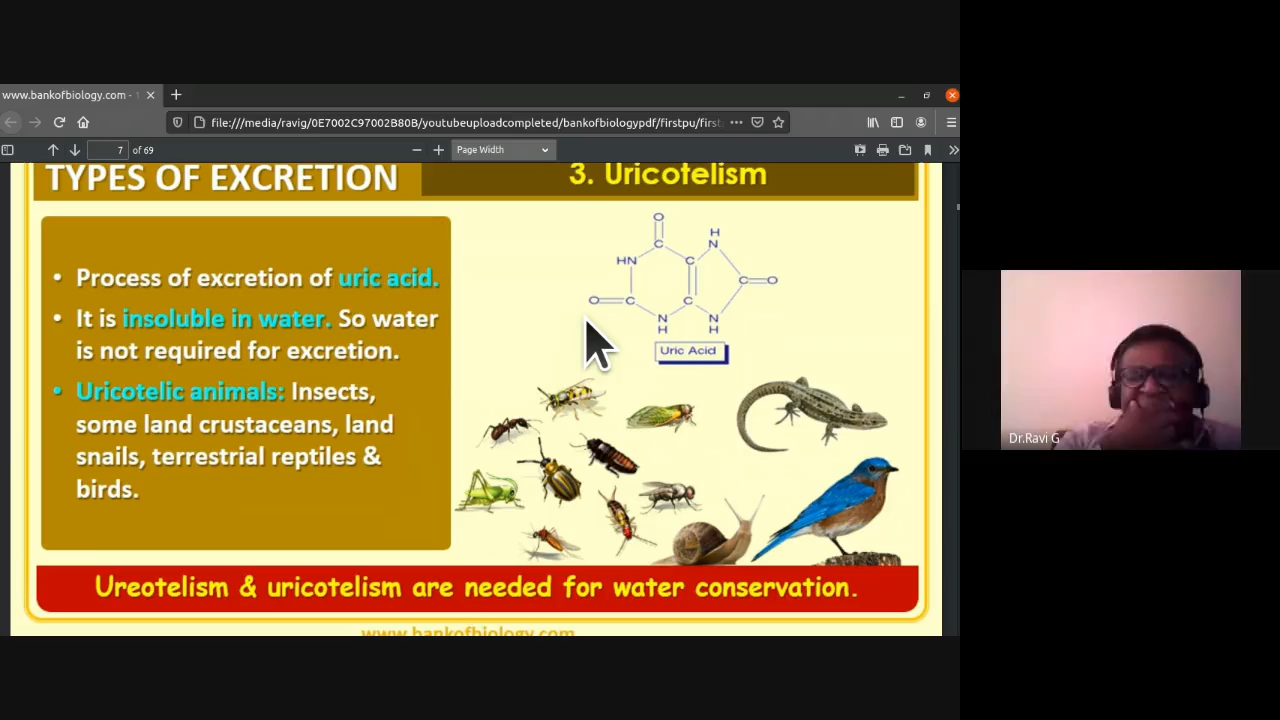 www.bankofbiology.com -
file:///media/ravig/0E7002C97002B80B/youtubeuploadcompleted/bankofbiologypdf/firstpu/first
7 of 69
Page Width
TYPES OF EXCRETION
3. Uricotelism
• Process of excretion of uric acid.
• It is insoluble in water. So water
is not required for excretion.
• Uricotelic animals: Insects,
some land crustaceans, land
snails, terrestrial reptiles &
birds.
O
C
H
N
HN
C
C
O
O
C
C
N
H
N
H
Uric Acid
Ureotelism & uricotelism are needed for water conservation.
www.bankofbiology.com
Dr.Ravi G